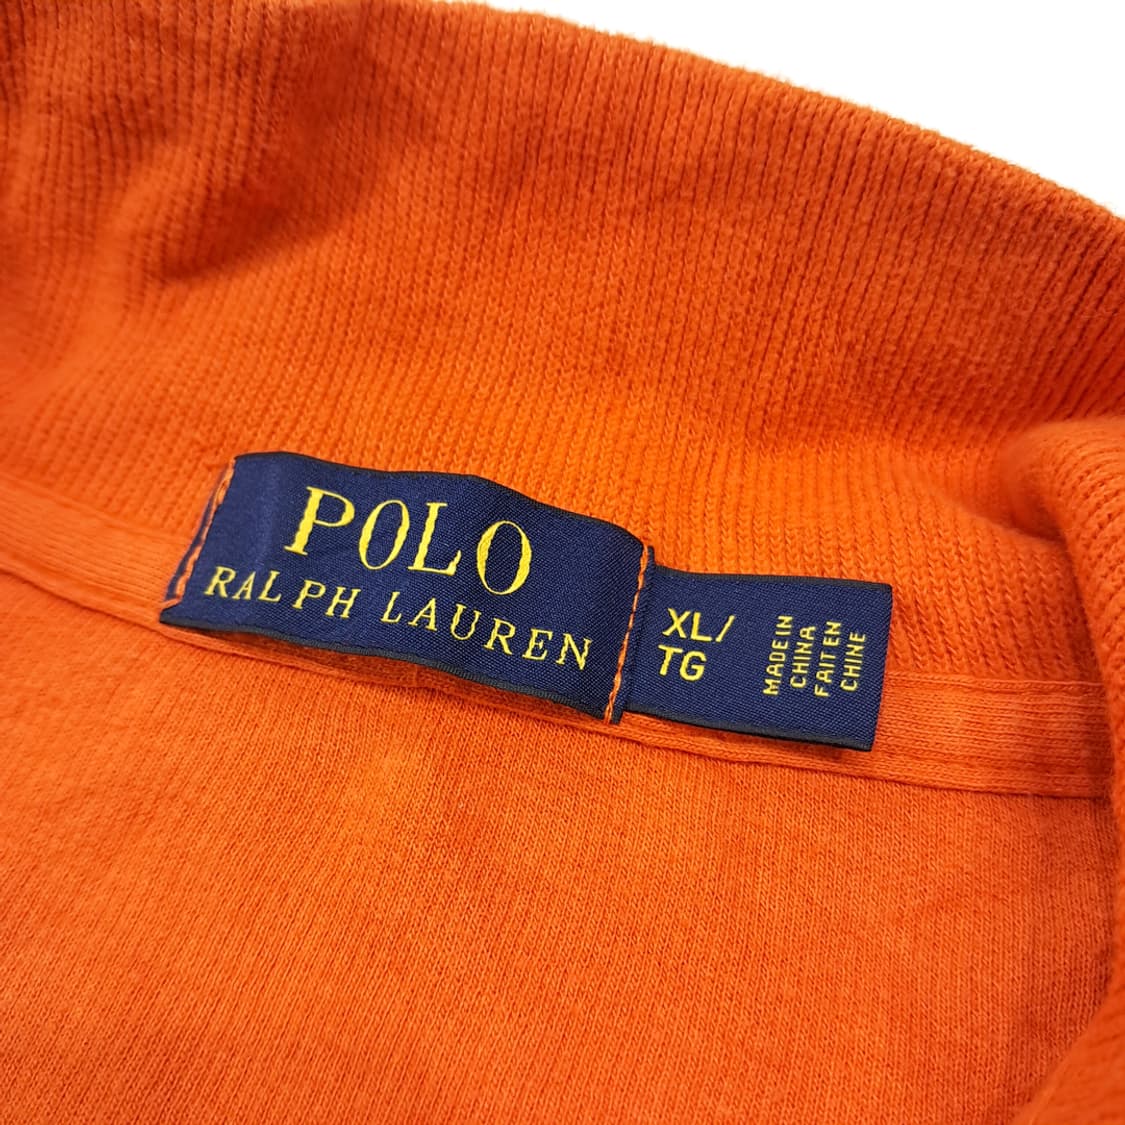 POLO
RALPH LAUREN
XL/
TG
MADE IN
CHINA
FAIT EN
CHINE